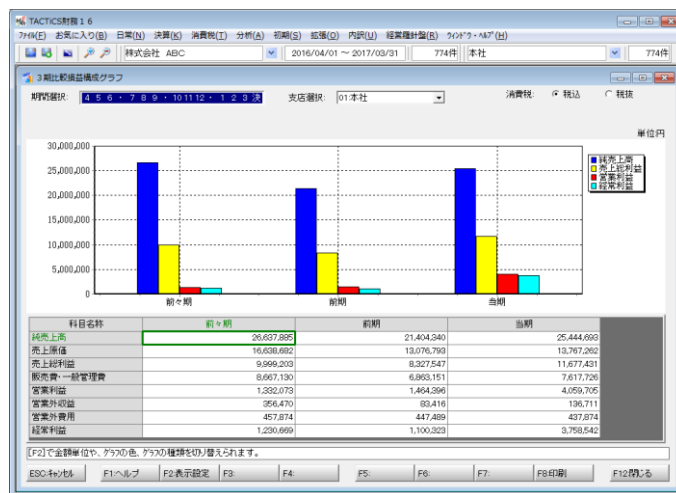 TACTiCS財務16
ファイル(F) お気に入り(B) 日常(N) 決算(K) 消費税(T) 分析(A) 初期(S) 拡張(O) 内訳(U) 経営羅針盤(R) ウィンドウ・ヘルプ(H)
株式会社 ABC 2016/04/01 ～ 2017/03/31 774件 本社 774件
3期比較損益構成グラフ
期間選択: 4 5 6 ・ 7 8 9 ・ 10 11 12 ・ 1 2 3 決 支店選択: 01:本社 消費税: 税込 税抜
単位円
30,000,000
25,000,000
20,000,000
15,000,000
10,000,000
5,000,000
0
前々期 前期 当期
純売上高
売上総利益
営業利益
経常利益
科目名称 前々期 前期 当期
純売上高 26,637,885 21,404,340 25,444,693
売上原価 16,638,682 13,076,793 13,767,262
売上総利益 9,999,203 8,327,547 11,677,431
販売費・一般管理費 8,667,130 6,863,151 7,617,726
営業利益 1,332,073 1,464,396 4,059,705
営業外収益 356,470 83,416 136,711
営業外費用 457,874 447,489 437,874
経常利益 1,230,669 1,100,323 3,758,542
[F2]で金額単位や、グラフの色、グラフの種類を切り替えられます。
ESC:キャンセル F1:ヘルプ F2:表示設定 F3: F4: F5: F6: F7: F8:印刷 F12:閉じる